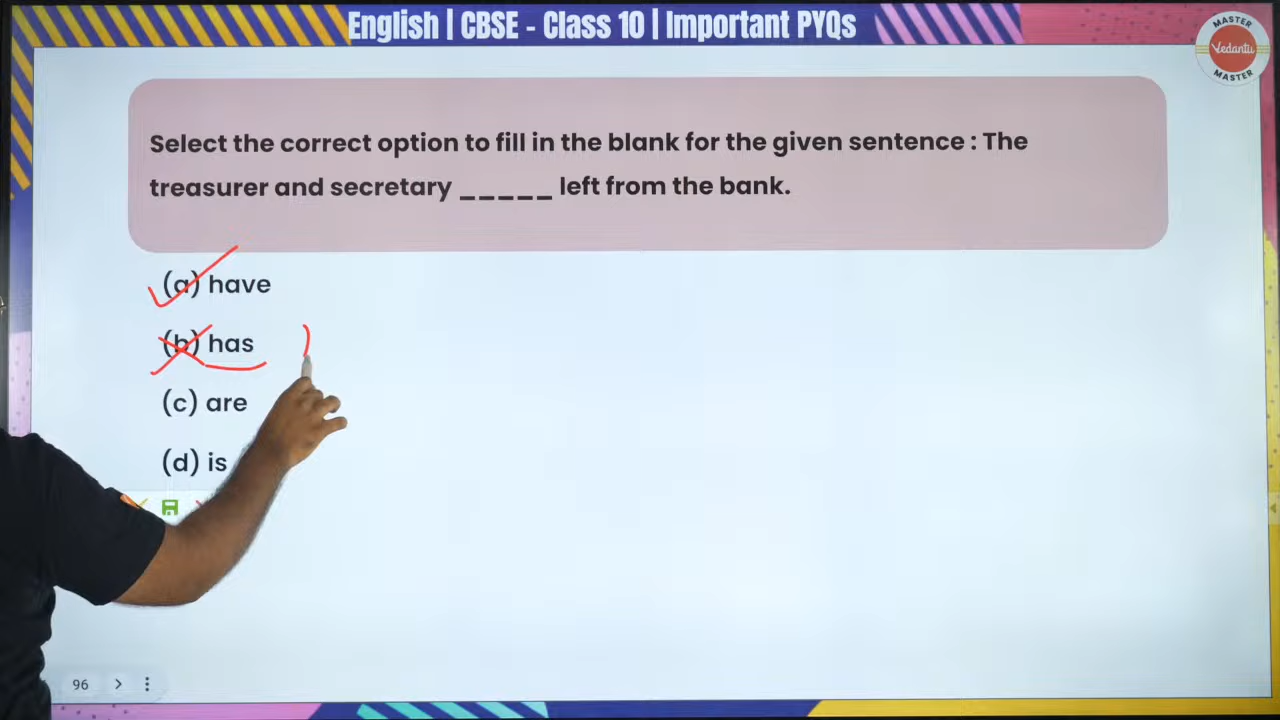 English | CBSE - Class 10 | Important PYQs
MASTER
Vedantu
MASTER
Select the correct option to fill in the blank for the given sentence : The
treasurer and secretary _____ left from the bank.
(a) have
(b) has
(c) are
(d) is
96